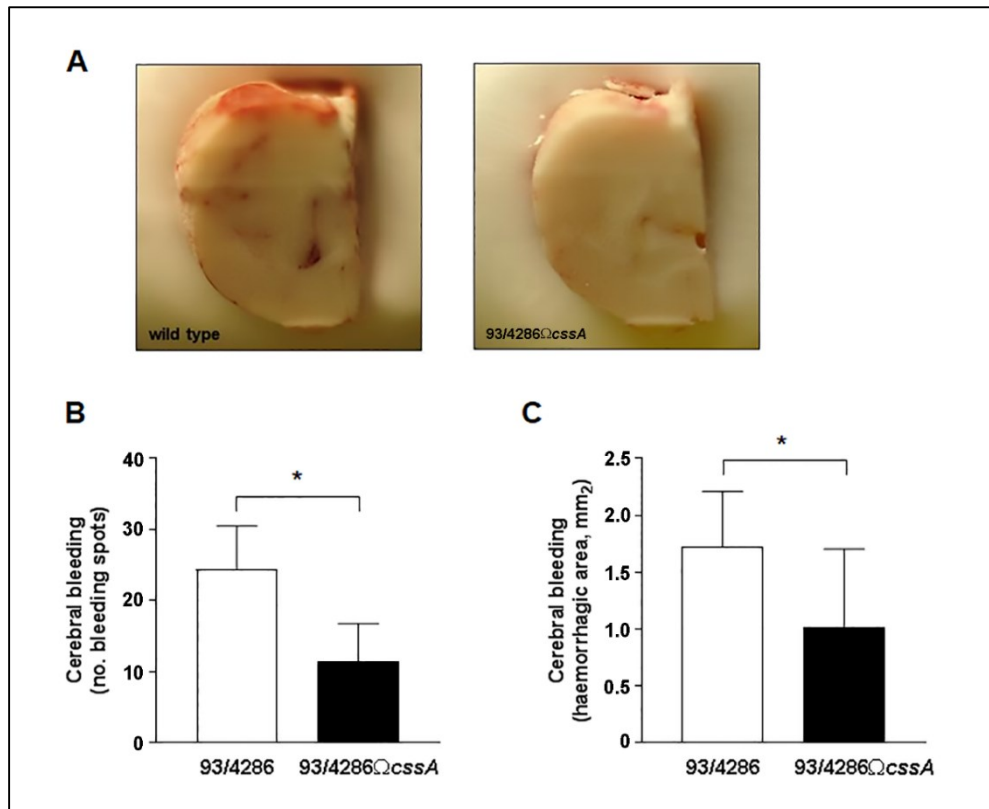 A
wild type
93/4286ΩcssA
B
Cerebral bleeding
(no. bleeding spots)
40
30
20
10
0
*
93/4286
93/4286ΩcssA
C
Cerebral bleeding
(haemorrhagic area, mm₂)
2.5
2.0
1.5
1.0
0.5
0
*
93/4286
93/4286ΩcssA